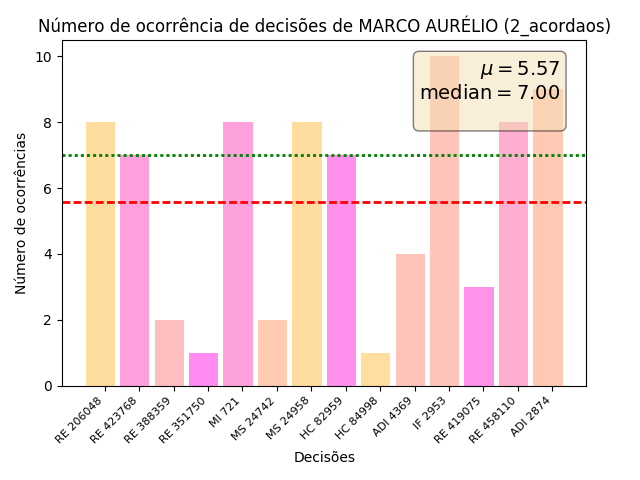 Número de ocorrência de decisões de MARCO AURÉLIO (2_acordaos)
μ = 5.57
median = 7.00
Número de ocorrências
10
8
6
4
2
0
RE 206048
RE 423768
RE 388359
RE 351750
MI 721
MS 24742
MS 24958
HC 82959
HC 84998
ADI 4369
IF 2953
RE 419075
RE 458110
ADI 2874
Decisões